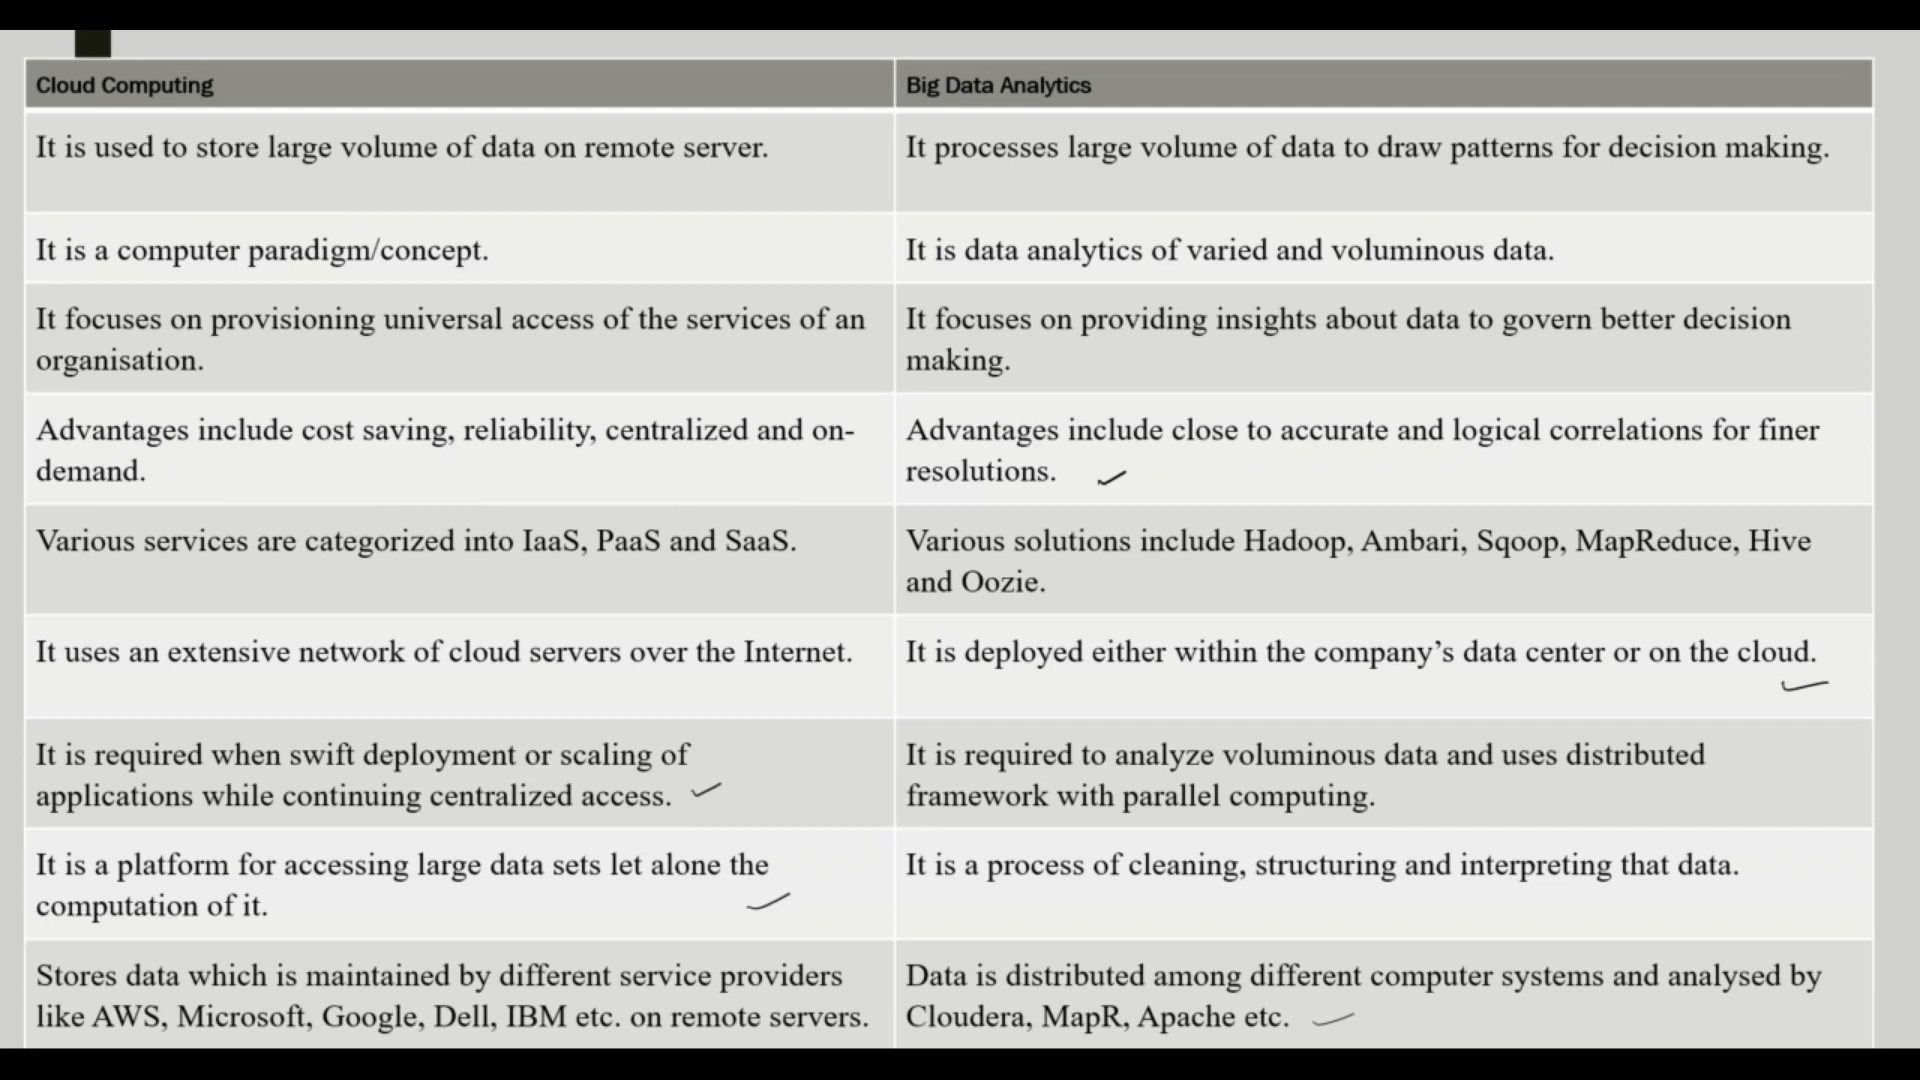 Cloud Computing
Big Data Analytics
It is used to store large volume of data on remote server.
It processes large volume of data to draw patterns for decision making.
It is a computer paradigm/concept.
It is data analytics of varied and voluminous data.
It focuses on provisioning universal access of the services of an
organisation.
It focuses on providing insights about data to govern better decision
making.
Advantages include cost saving, reliability, centralized and on-
demand.
Advantages include close to accurate and logical correlations for finer
resolutions.
Various services are categorized into IaaS, PaaS and SaaS.
Various solutions include Hadoop, Ambari, Sqoop, MapReduce, Hive
and Oozie.
It uses an extensive network of cloud servers over the Internet.
It is deployed either within the company’s data center or on the cloud.
It is required when swift deployment or scaling of
applications while continuing centralized access.
It is required to analyze voluminous data and uses distributed
framework with parallel computing.
It is a platform for accessing large data sets let alone the
computation of it.
It is a process of cleaning, structuring and interpreting that data.
Stores data which is maintained by different service providers
like AWS, Microsoft, Google, Dell, IBM etc. on remote servers.
Data is distributed among different computer systems and analysed by
Cloudera, MapR, Apache etc.